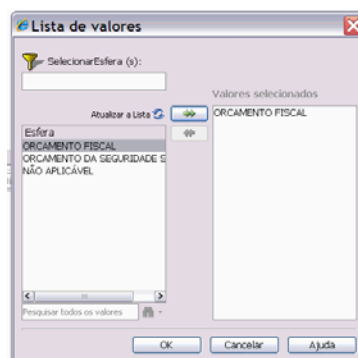 Lista de valores
SelecionarEsfera (s):
Valores selecionados
Atualizar a Lista
ORCAMENTO FISCAL
Esfera
ORCAMENTO FISCAL
ORCAMENTO DA SEGURIDADE S
NÃO APLICÁVEL
Pesquisar todos os valores
OK
Cancelar
Ajuda